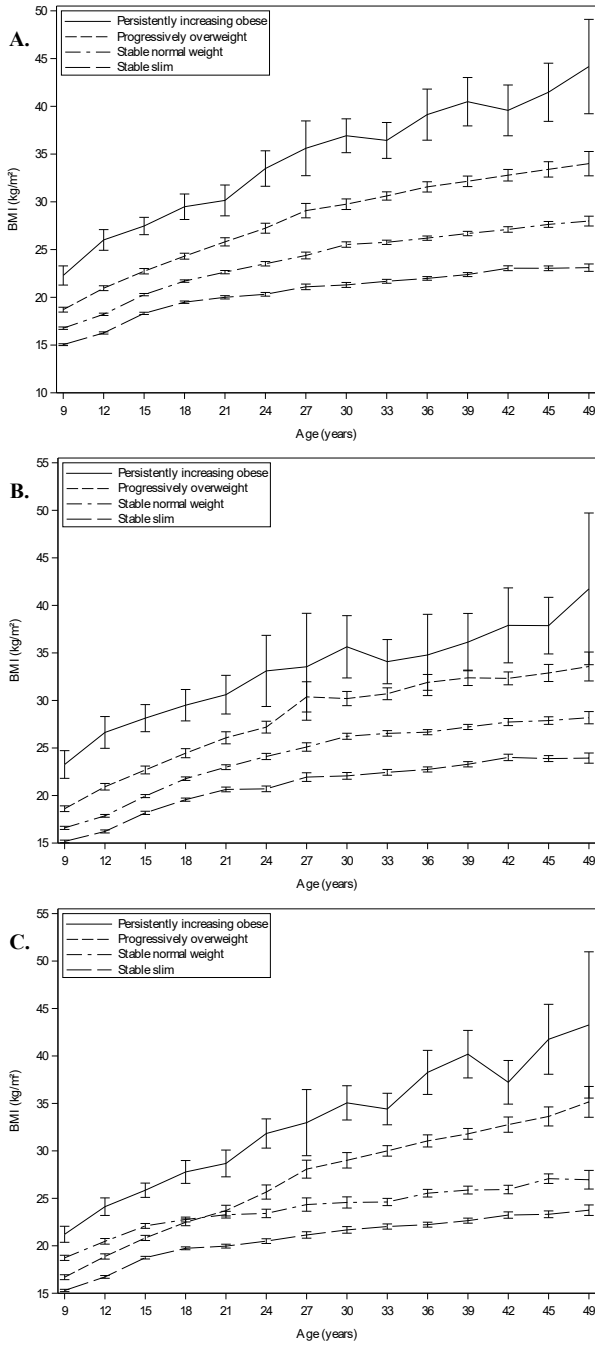 A.
Persistently increasing obese
Progressively overweight
Stable normal weight
Stable slim
50
45
40
35
30
25
20
15
10
BMI (kg/m²)
9 12 15 18 21 24 27 30 33 36 39 42 45 49
Age (years)
B.
Persistently increasing obese
Progressively overweight
Stable normal weight
Stable slim
55
50
45
40
35
30
25
20
15
BMI (kg/m²)
9 12 15 18 21 24 27 30 33 36 39 42 45 49
Age (years)
C.
Persistently increasing obese
Progressively overweight
Stable normal weight
Stable slim
55
50
45
40
35
30
25
20
15
BMI (kg/m²)
9 12 15 18 21 24 27 30 33 36 39 42 45 49
Age (years)